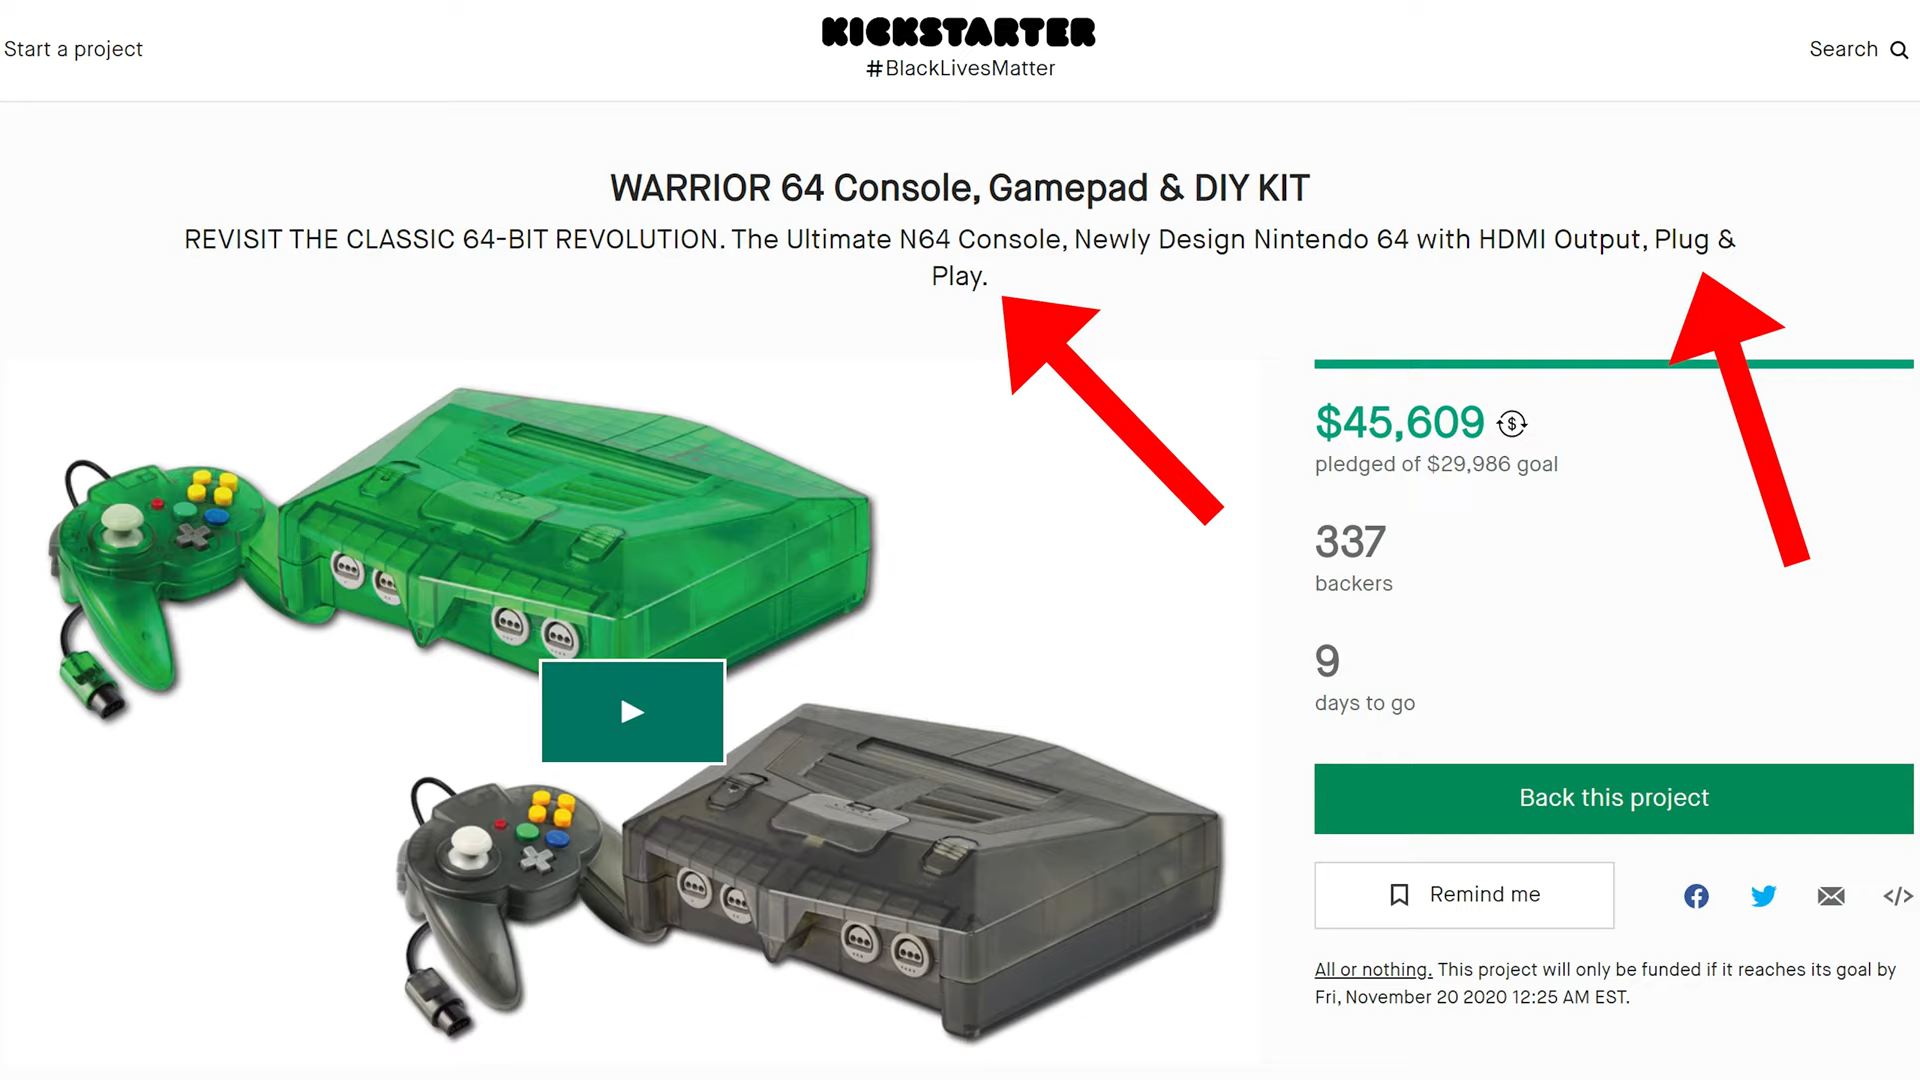 KICKSTARTER
Start a project
#BlackLivesMatter
Search
WARRIOR 64 Console, Gamepad & DIY KIT
REVISIT THE CLASSIC 64-BIT REVOLUTION. The Ultimate N64 Console, Newly Design Nintendo 64 with HDMI Output, Plug &
Play.
$45,609
pledged of $29,986 goal
337
backers
9
days to go
Back this project
Remind me
All or nothing. This project will only be funded if it reaches its goal by
Fri, November 20 2020 12:25 AM EST.